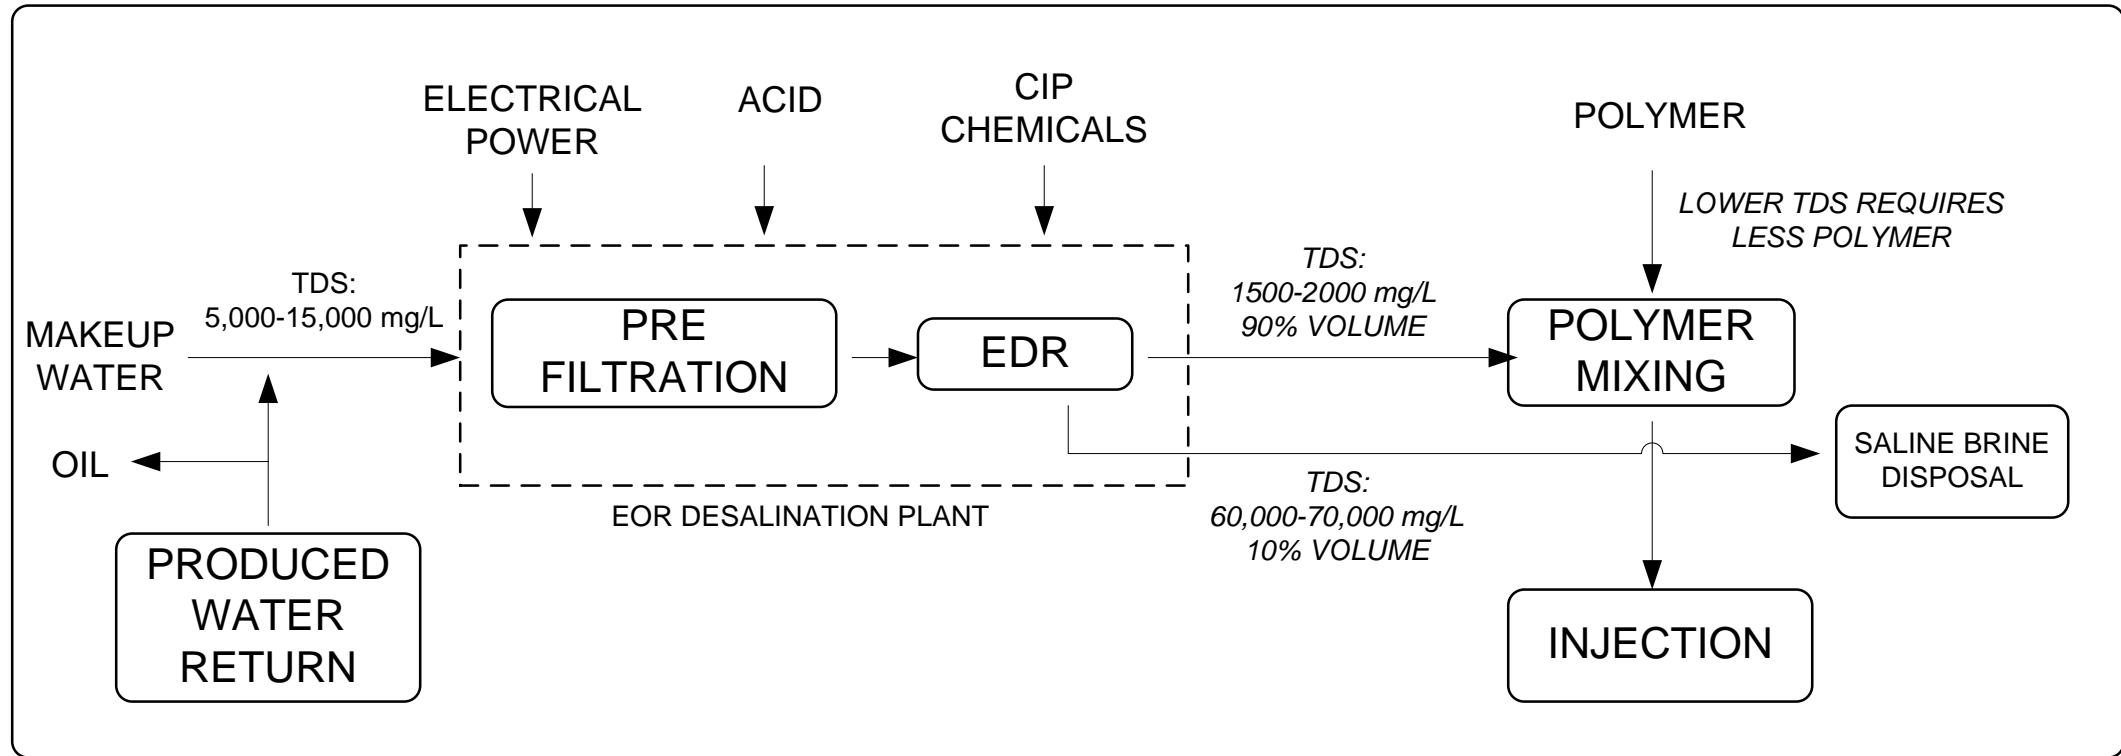 ELECTRICAL
POWER
ACID
CIP
CHEMICALS
POLYMER
LOWER TDS REQUIRES
LESS POLYMER
MAKEUP
WATER
TDS:
5,000-15,000 mg/L
PRE
FILTRATION
EDR
TDS:
1500-2000 mg/L
90% VOLUME
POLYMER
MIXING
OIL
EOR DESALINATION PLANT
TDS:
60,000-70,000 mg/L
10% VOLUME
SALINE BRINE
DISPOSAL
PRODUCED
WATER
RETURN
INJECTION